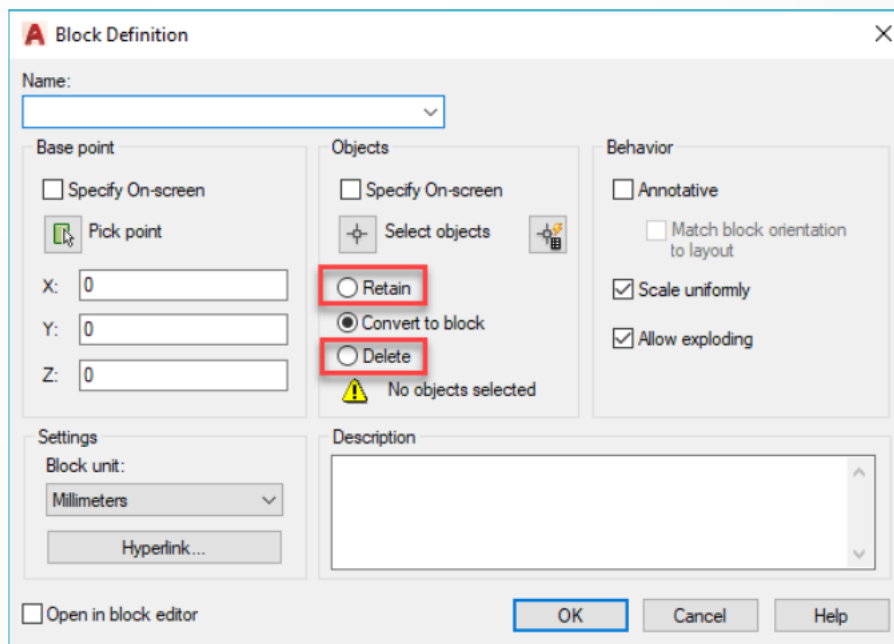 Block Definition
Name:
Base point
Specify On-screen
Pick point
X: 0
Y: 0
Z: 0
Objects
Specify On-screen
Select objects
Retain
Convert to block
Delete
No objects selected
Behavior
Annotative
Match block orientation
to layout
Scale uniformly
Allow exploding
Settings
Block unit:
Millimeters
Hyperlink...
Description
Open in block editor
OK
Cancel
Help